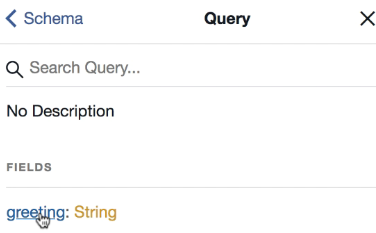 Schema
Query
Search Query...
No Description
FIELDS
greeting: String